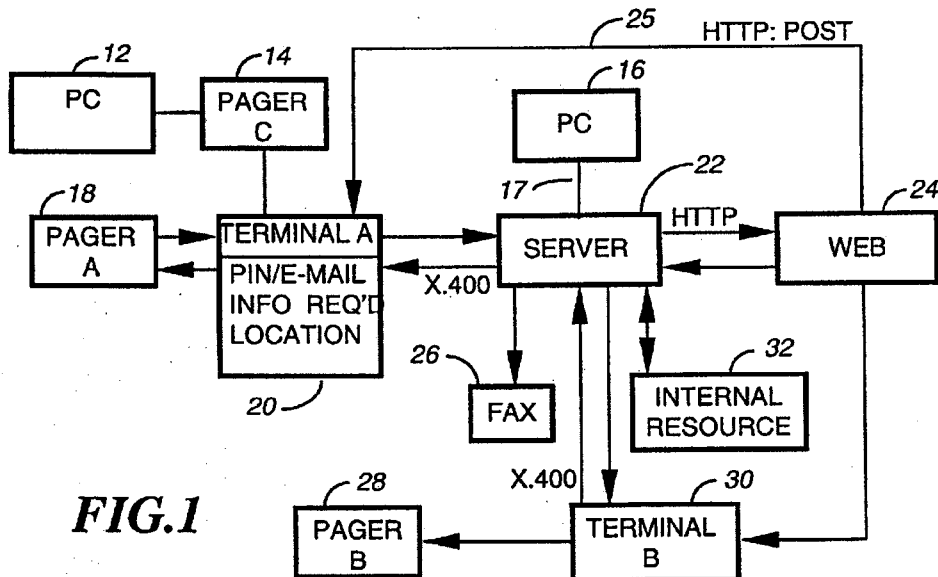 25
HTTP: POST
12
PC
14
PAGER
C
16
PC
17
22
24
18
PAGER
A
TERMINAL A
PIN/E-MAIL
INFO REQ'D
LOCATION
20
SERVER
HTTP
WEB
X.400
26
FAX
32
INTERNAL
RESOURCE
X.400
28
PAGER
B
30
TERMINAL
B
FIG.1